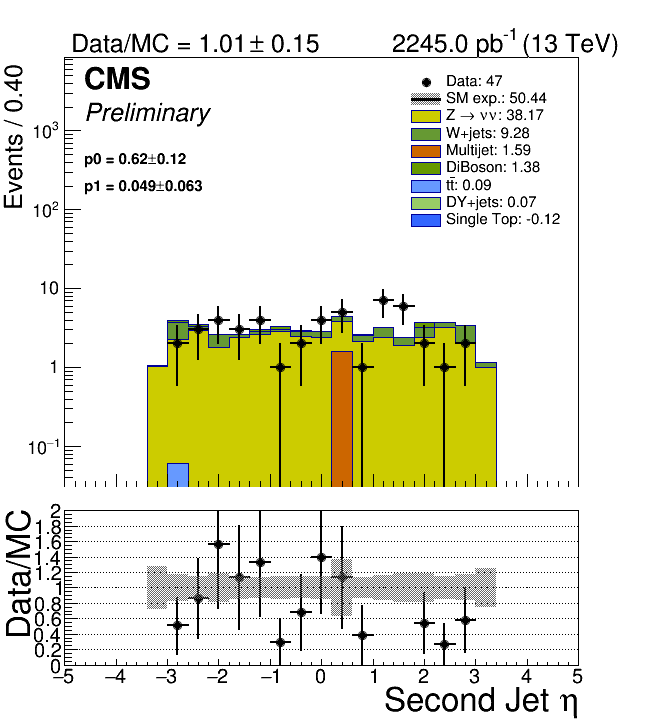 Data/MC = 1.01± 0.15 2245.0 pb⁻¹ (13 TeV)
CMS
Preliminary
p0 = 0.62±0.12
p1 = 0.049±0.063
Data: 47
SM exp.: 50.44
Z → νν: 38.17
W+jets: 9.28
Multijet: 1.59
DiBoson: 1.38
tt̄: 0.09
DY+jets: 0.07
Single Top: -0.12
Events / 0.40
10³
10²
10
1
10⁻¹
Data/MC
2
1.8
1.6
1.4
1.2
1
0.8
0.6
0.4
0.2
0
−5 −4 −3 −2 −1 0 1 2 3 4 5
Second Jet η